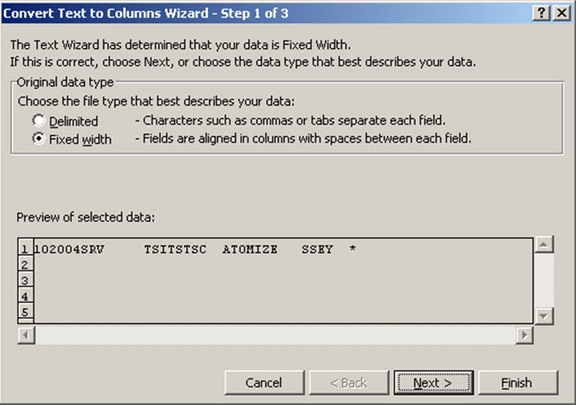 Convert Text to Columns Wizard - Step 1 of 3
The Text Wizard has determined that your data is Fixed Width.
If this is correct, choose Next, or choose the data type that best describes your data.
Original data type
Choose the file type that best describes your data:
Delimited - Characters such as commas or tabs separate each field.
Fixed width - Fields are aligned in columns with spaces between each field.
Preview of selected data:
1 102004SRV TSITSTSC ATOMIZE SSEY *
2
3
4
5
Cancel < Back Next > Finish